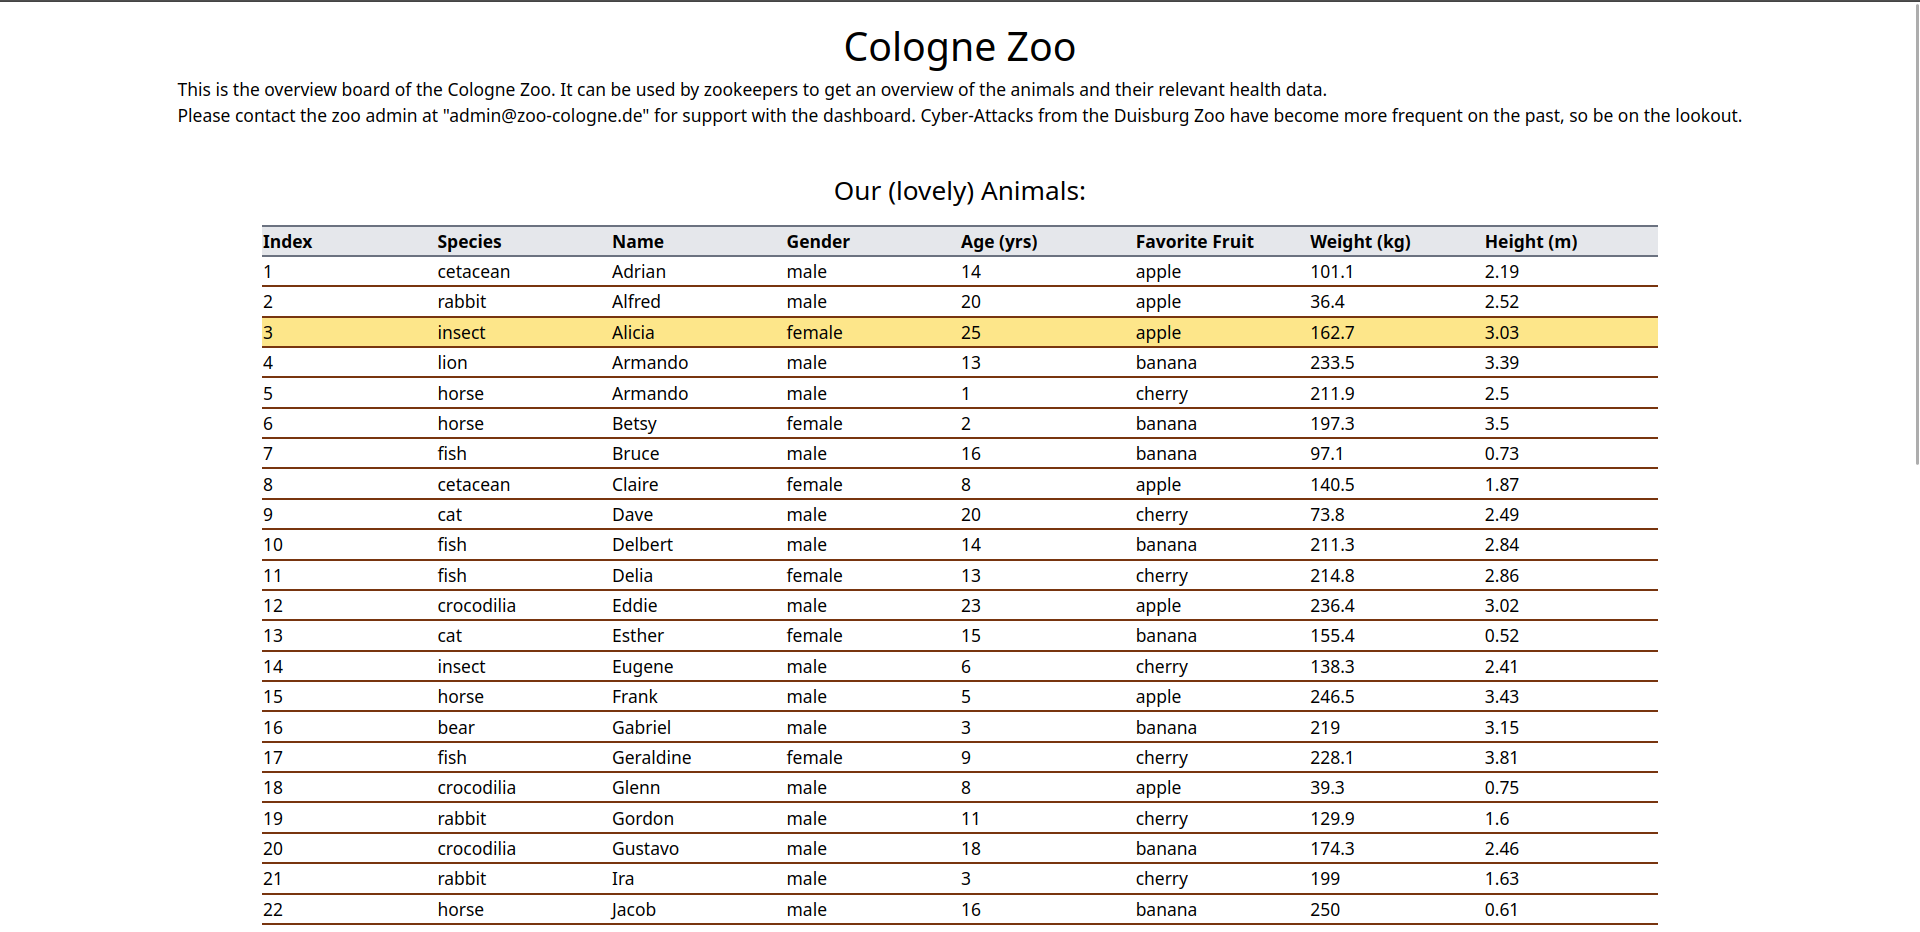 Cologne Zoo
This is the overview board of the Cologne Zoo. It can be used by zookeepers to get an overview of the animals and their relevant health data.
Please contact the zoo admin at "admin@zoo-cologne.de" for support with the dashboard. Cyber-Attacks from the Duisburg Zoo have become more frequent on the past, so be on the lookout.
Our (lovely) Animals:
Index Species Name Gender Age (yrs) Favorite Fruit Weight (kg) Height (m)
1 cetacean Adrian male 14 apple 101.1 2.19
2 rabbit Alfred male 20 apple 36.4 2.52
3 insect Alicia female 25 apple 162.7 3.03
4 lion Armando male 13 banana 233.5 3.39
5 horse Armando male 1 cherry 211.9 2.5
6 horse Betsy female 2 banana 197.3 3.5
7 fish Bruce male 16 banana 97.1 0.73
8 cetacean Claire female 8 apple 140.5 1.87
9 cat Dave male 20 cherry 73.8 2.49
10 fish Delbert male 14 banana 211.3 2.84
11 fish Delia female 13 cherry 214.8 2.86
12 crocodilia Eddie male 23 apple 236.4 3.02
13 cat Esther female 15 banana 155.4 0.52
14 insect Eugene male 6 cherry 138.3 2.41
15 horse Frank male 5 apple 246.5 3.43
16 bear Gabriel male 3 banana 219 3.15
17 fish Geraldine female 9 cherry 228.1 3.81
18 crocodilia Glenn male 8 apple 39.3 0.75
19 rabbit Gordon male 11 cherry 129.9 1.6
20 crocodilia Gustavo male 18 banana 174.3 2.46
21 rabbit Ira male 3 cherry 199 1.63
22 horse Jacob male 16 banana 250 0.61